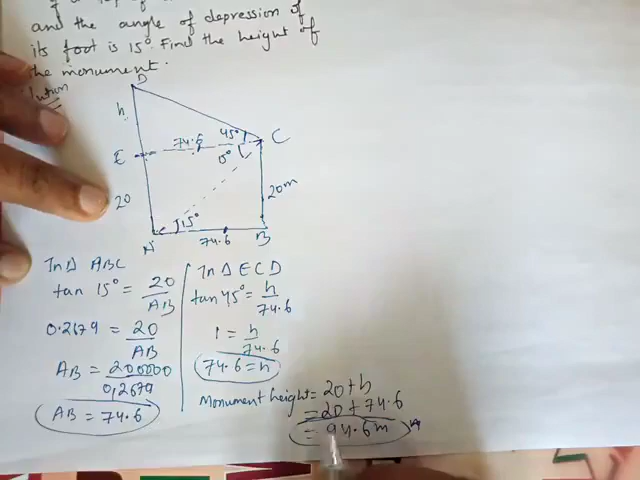 and the angle of depression of
its foot is 15°. Find the height of
the monument.
D
h
74.6
45°
C
E
20
20m
15°
74.6
B
In Δ ABC
tan 15° = 20/AB
0.2679 = 20/AB
AB = 200000/0.2679
AB = 74.6
In Δ ECD
tan 45° = h/74.6
1 = h/74.6
74.6 = h
Monument height = 20 + h
= 20 + 74.6
= 94.6m